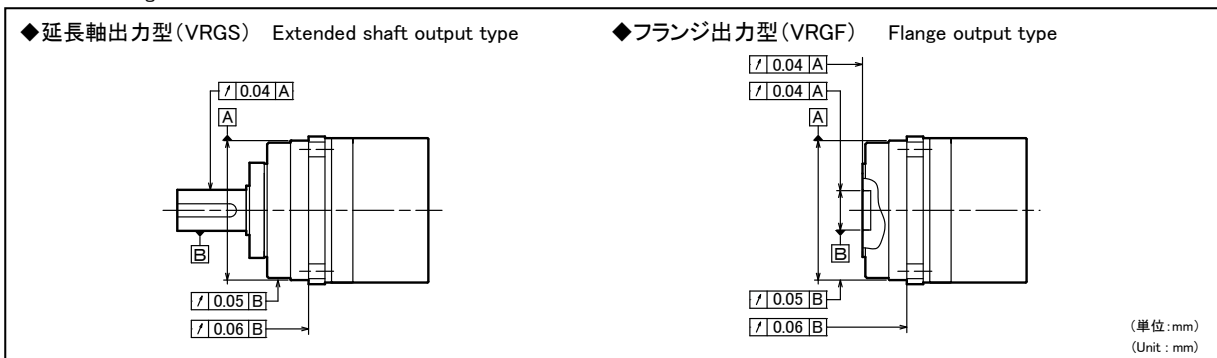 ◆延長軸出力型(VRGS) Extended shaft output type
↗ 0.04 A
A
B
↗ 0.05 B
↗ 0.06 B
◆フランジ出力型(VRGF) Flange output type
↗ 0.04 A
↗ 0.04 A
A
B
↗ 0.05 B
↗ 0.06 B
(単位:mm)
(Unit : mm)